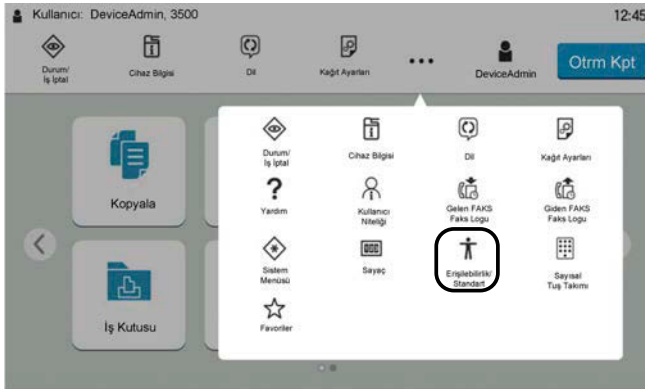 Kullanıcı: DeviceAdmin, 3500
12:45
Durum/
İş İptal
Cihaz Bilgisi
Dil
Kağıt Ayarları
DeviceAdmin
Otrm Kpt
Durum/
İş İptal
Cihaz Bilgisi
Dil
Kağıt Ayarları
Yardım
Kullanıcı
Niteliği
Gelen FAKS
Faks Logu
Giden FAKS
Faks Logu
Sistem
Menüsü
Sayaç
Erişilebilirlik/
Standart
Sayısal
Tuş Takımı
Favoriler
Kopyala
İş Kutusu